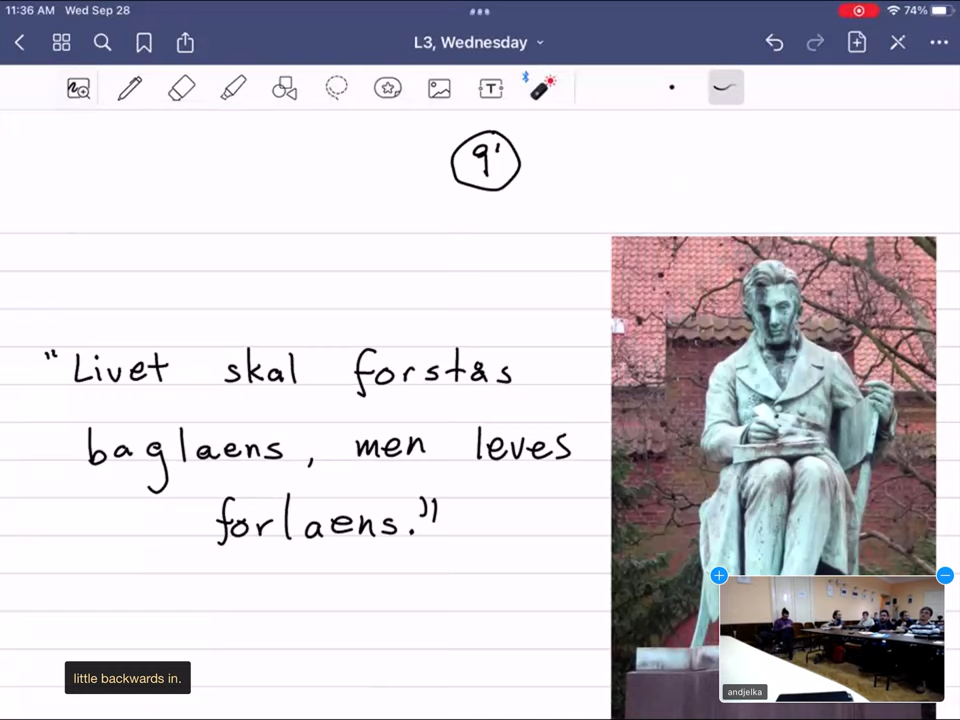 11:36 AM Wed Sep 28
74%
L3, Wednesday
T
9'
"Livet skal forstås
baglaens, men leves
forlaens."
little backwards in.
andjelka